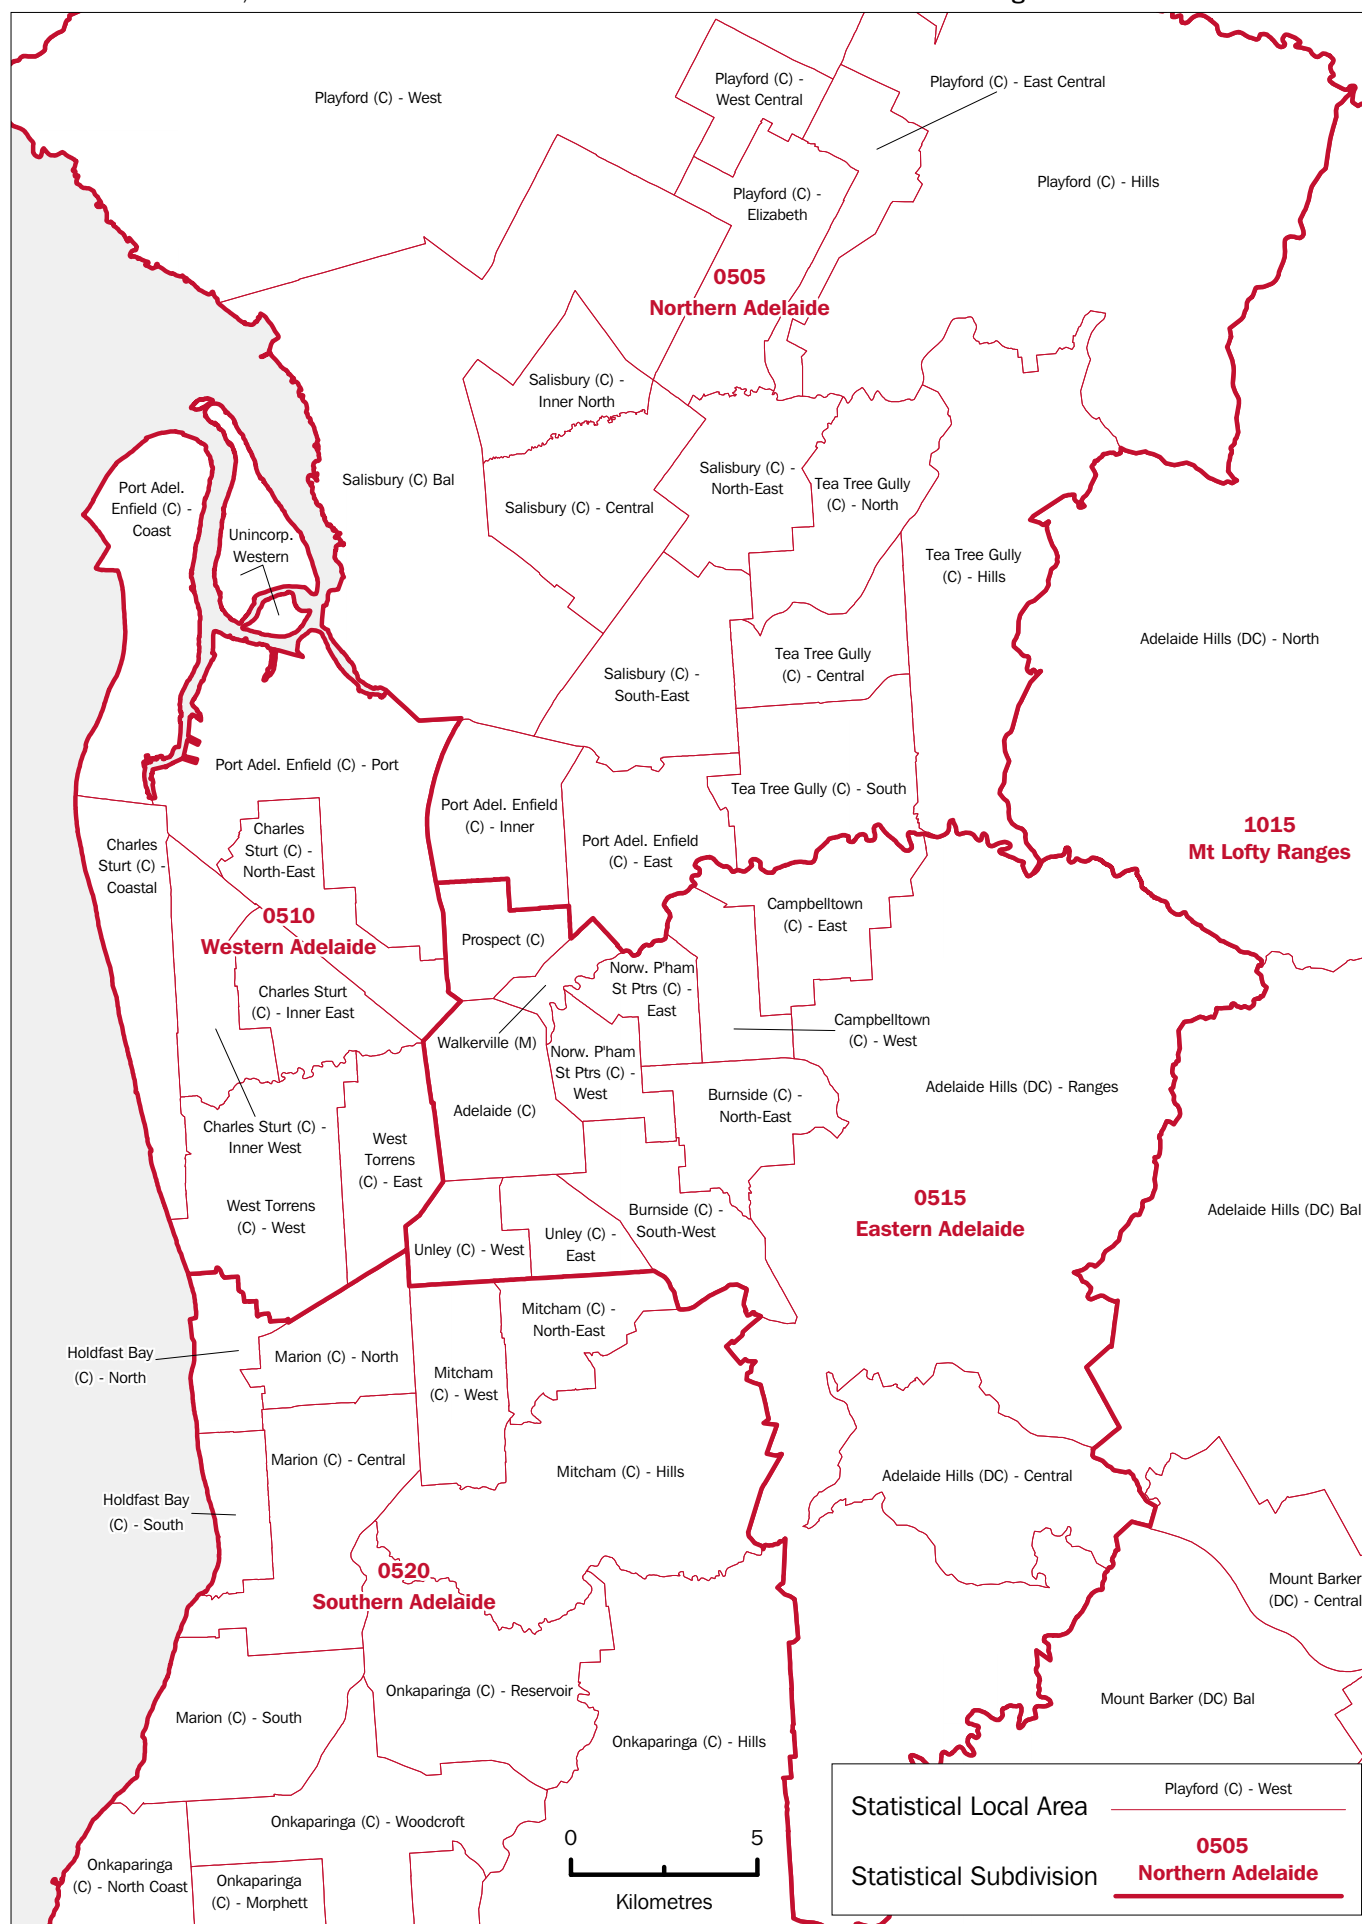 Playford (C) - West
Playford (C) -
West Central
Playford (C) - East Central
Playford (C) - Hills
Playford (C) -
Elizabeth
0505
Northern Adelaide
Salisbury (C) -
Inner North
Salisbury (C) Bal
Salisbury (C) - Central
Salisbury (C) -
North-East
Tea Tree Gully
(C) - North
Port Adel.
Enfield (C) -
Coast
Unincorp.
Western
Tea Tree Gully
(C) - Hills
Adelaide Hills (DC) - North
Salisbury (C) -
South-East
Tea Tree Gully
(C) - Central
Port Adel. Enfield (C) - Port
Port Adel. Enfield
(C) - Inner
Tea Tree Gully (C) - South
Port Adel. Enfield
(C) - East
Charles
Sturt (C) -
Coastal
Charles
Sturt (C) -
North-East
1015
Mt Lofty Ranges
0510
Western Adelaide
Prospect (C)
Campbelltown
(C) - East
Norw. P'ham
St Ptrs (C) -
East
Charles Sturt
(C) - Inner East
Walkerville (M)
Campbelltown
(C) - West
Norw. P'ham
St Ptrs (C) -
West
Adelaide (C)
Burnside (C) -
North-East
Adelaide Hills (DC) - Ranges
Charles Sturt (C) -
Inner West
West
Torrens
(C) - East
West Torrens
(C) - West
0515
Eastern Adelaide
Adelaide Hills (DC) Bal
Burnside (C) -
South-West
Unley (C) - West
Unley (C) -
East
Mitcham (C) -
North-East
Holdfast Bay
(C) - North
Marion (C) - North
Mitcham
(C) - West
Marion (C) - Central
Mitcham (C) - Hills
Adelaide Hills (DC) - Central
Holdfast Bay
(C) - South
0520
Southern Adelaide
Mount Barker
(DC) - Central
Onkaparinga (C) - Reservoir
Marion (C) - South
Onkaparinga (C) - Hills
Mount Barker (DC) Bal
Onkaparinga (C) - Woodcroft
Onkaparinga
(C) - North Coast
Onkaparinga
(C) - Morphett
0 5
Kilometres
Statistical Local Area
Playford (C) - West
Statistical Subdivision
0505
Northern Adelaide